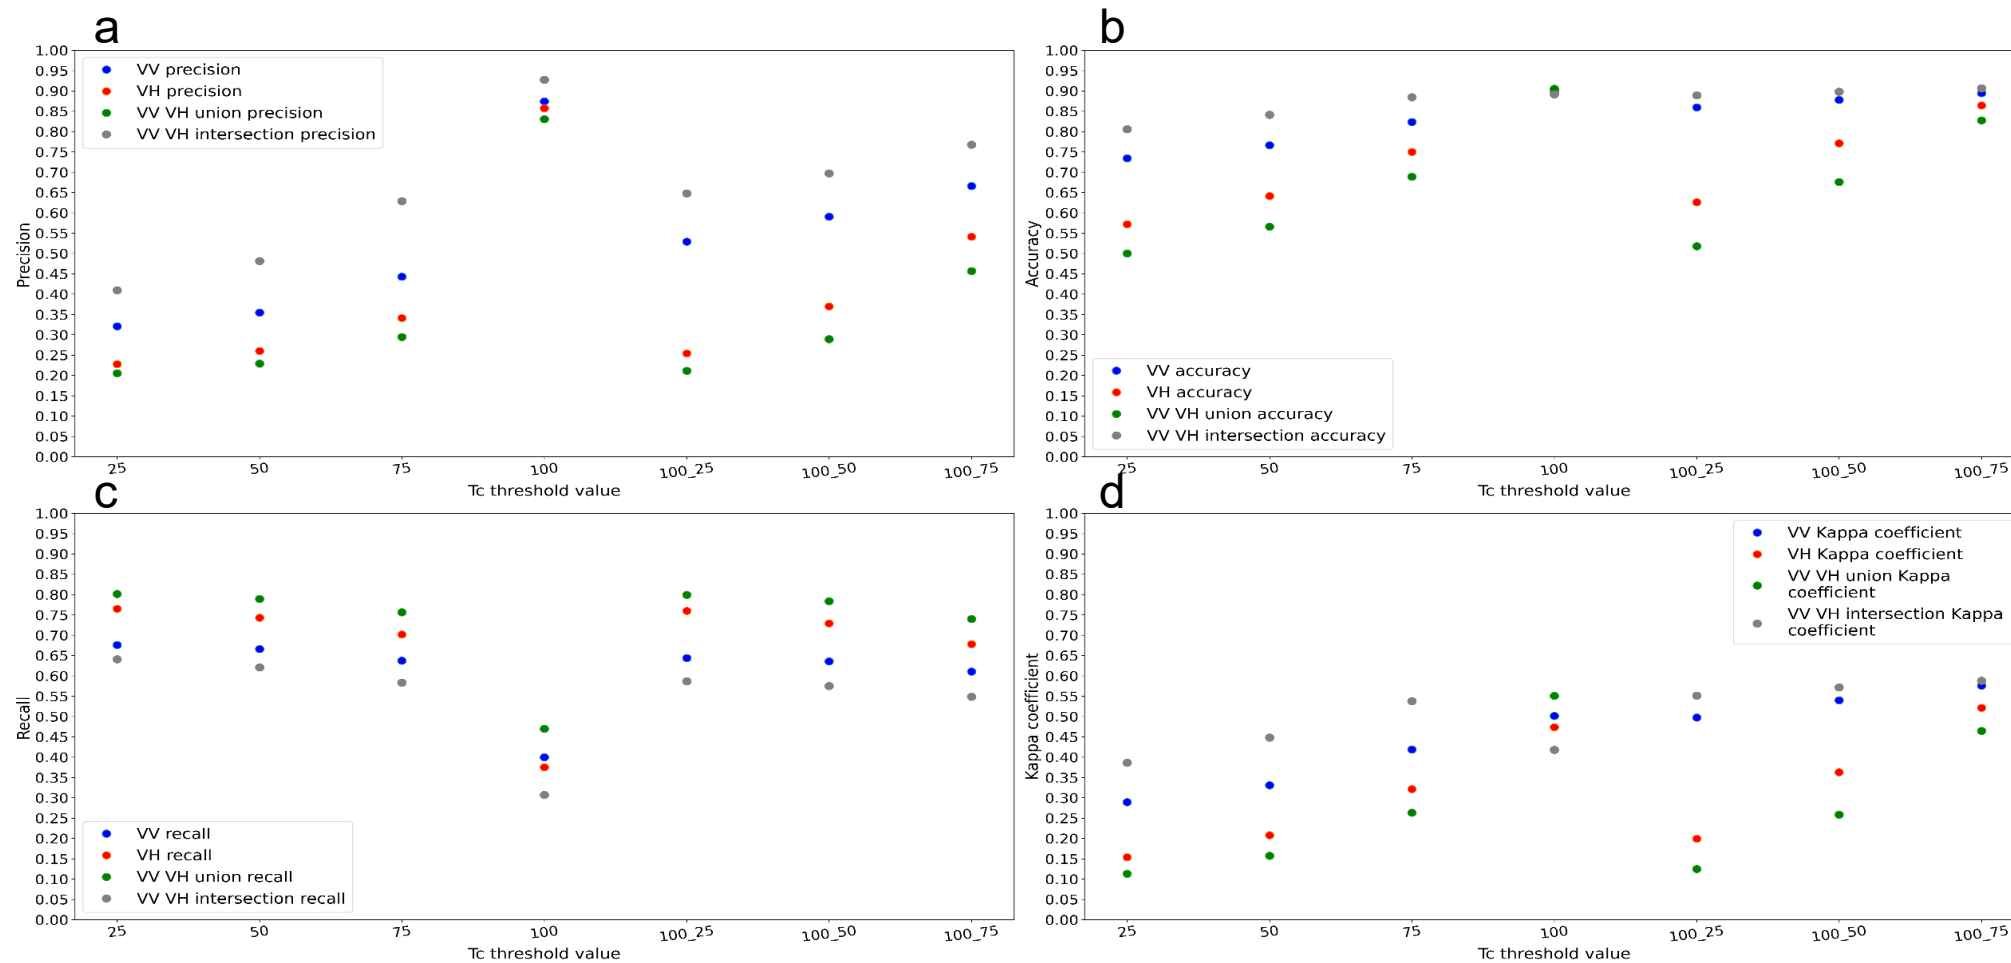 a
1.00
0.95
0.90
0.85
0.80
0.75
0.70
0.65
0.60
0.55
0.50
0.45
0.40
0.35
0.30
0.25
0.20
0.15
0.10
0.05
0.00
Precision
VV precision
VH precision
VV VH union precision
VV VH intersection precision
25 50 75 100 100_25 100_50 100_75
Tc threshold value
b
1.00
0.95
0.90
0.85
0.80
0.75
0.70
0.65
0.60
0.55
0.50
0.45
0.40
0.35
0.30
0.25
0.20
0.15
0.10
0.05
0.00
Accuracy
VV accuracy
VH accuracy
VV VH union accuracy
VV VH intersection accuracy
25 50 75 100 100_25 100_50 100_75
Tc threshold value
c
1.00
0.95
0.90
0.85
0.80
0.75
0.70
0.65
0.60
0.55
0.50
0.45
0.40
0.35
0.30
0.25
0.20
0.15
0.10
0.05
0.00
Recall
VV recall
VH recall
VV VH union recall
VV VH intersection recall
25 50 75 100 100_25 100_50 100_75
Tc threshold value
d
1.00
0.95
0.90
0.85
0.80
0.75
0.70
0.65
0.60
0.55
0.50
0.45
0.40
0.35
0.30
0.25
0.20
0.15
0.10
0.05
0.00
Kappa coefficient
VV Kappa coefficient
VH Kappa coefficient
VV VH union Kappa
coefficient
VV VH intersection Kappa
coefficient
25 50 75 100 100_25 100_50 100_75
Tc threshold value